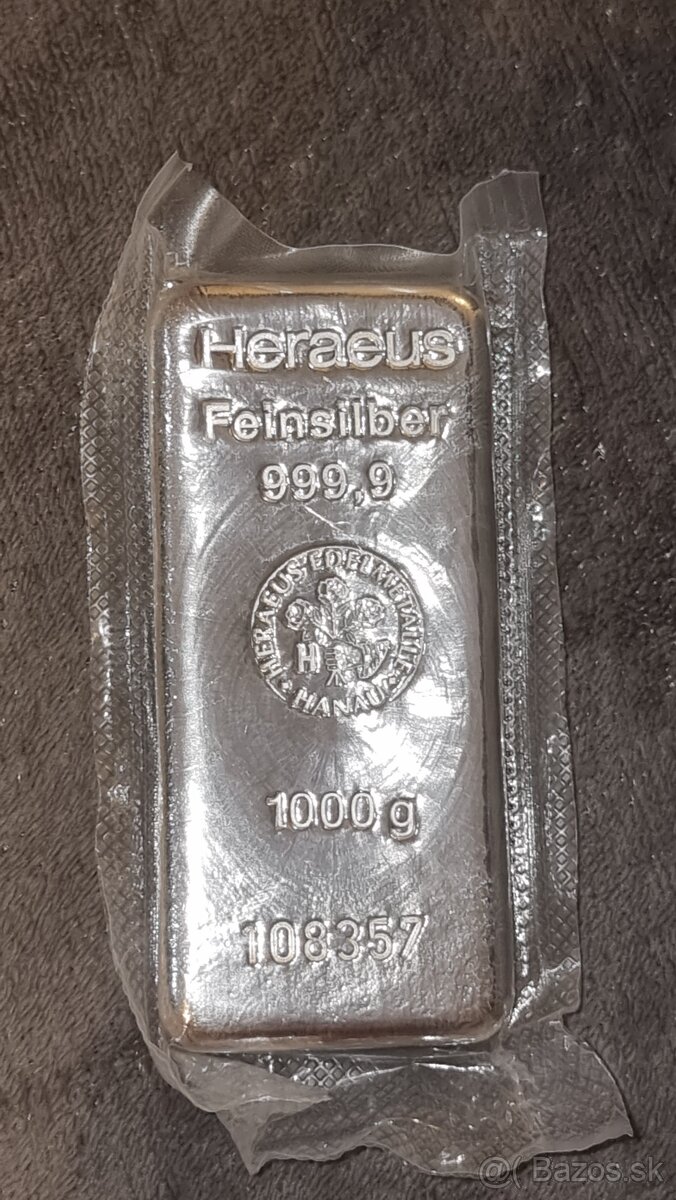 Heraeus
Feinsilber
999,9
HERAEUS EDELMETALLE
H
HANAU
1000 g
108357
@( Bazos.sk